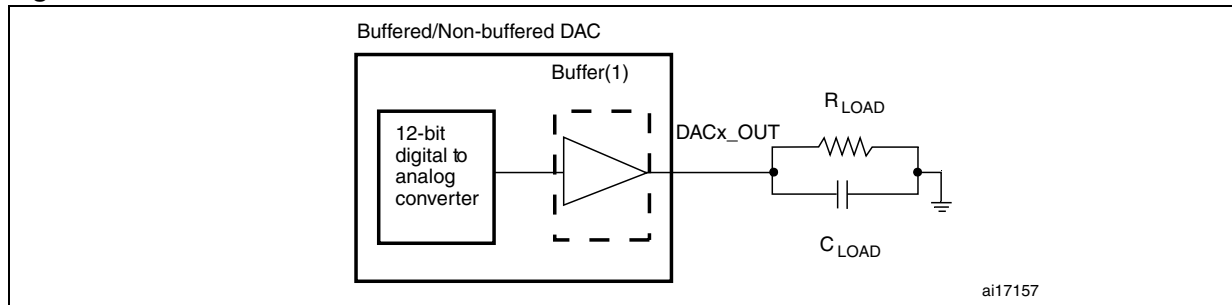 Buffered/Non-buffered DAC
Buffer(1)
12-bit
digital to
analog
converter
DACx_OUT
R LOAD
C LOAD
ai17157